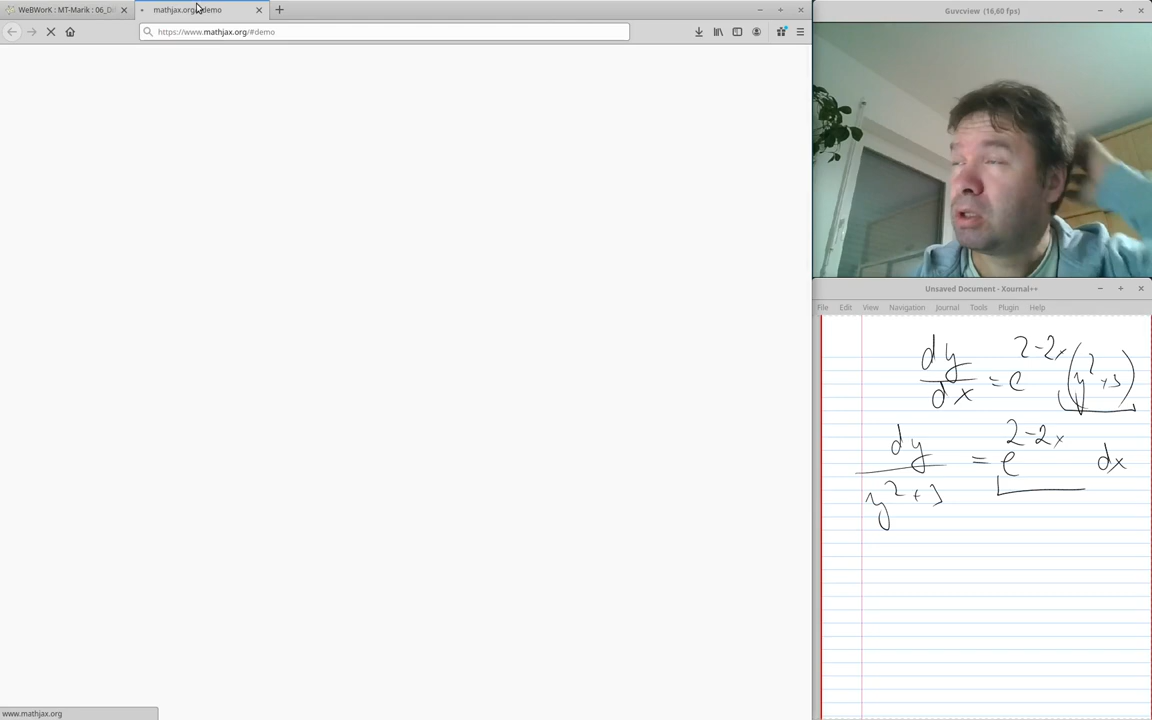 WeBWorK : MT-Marik : 06_Di
mathjax.org/#demo
https://www.mathjax.org/#demo
www.mathjax.org
Guvcview (16,60 fps)
Unsaved Document - Xournal++
File Edit View Navigation Journal Tools Plugin Help
dy/dx = e^{2-2x} (y^2+3)
dy/(y^2+3) = e^{2-2x} dx